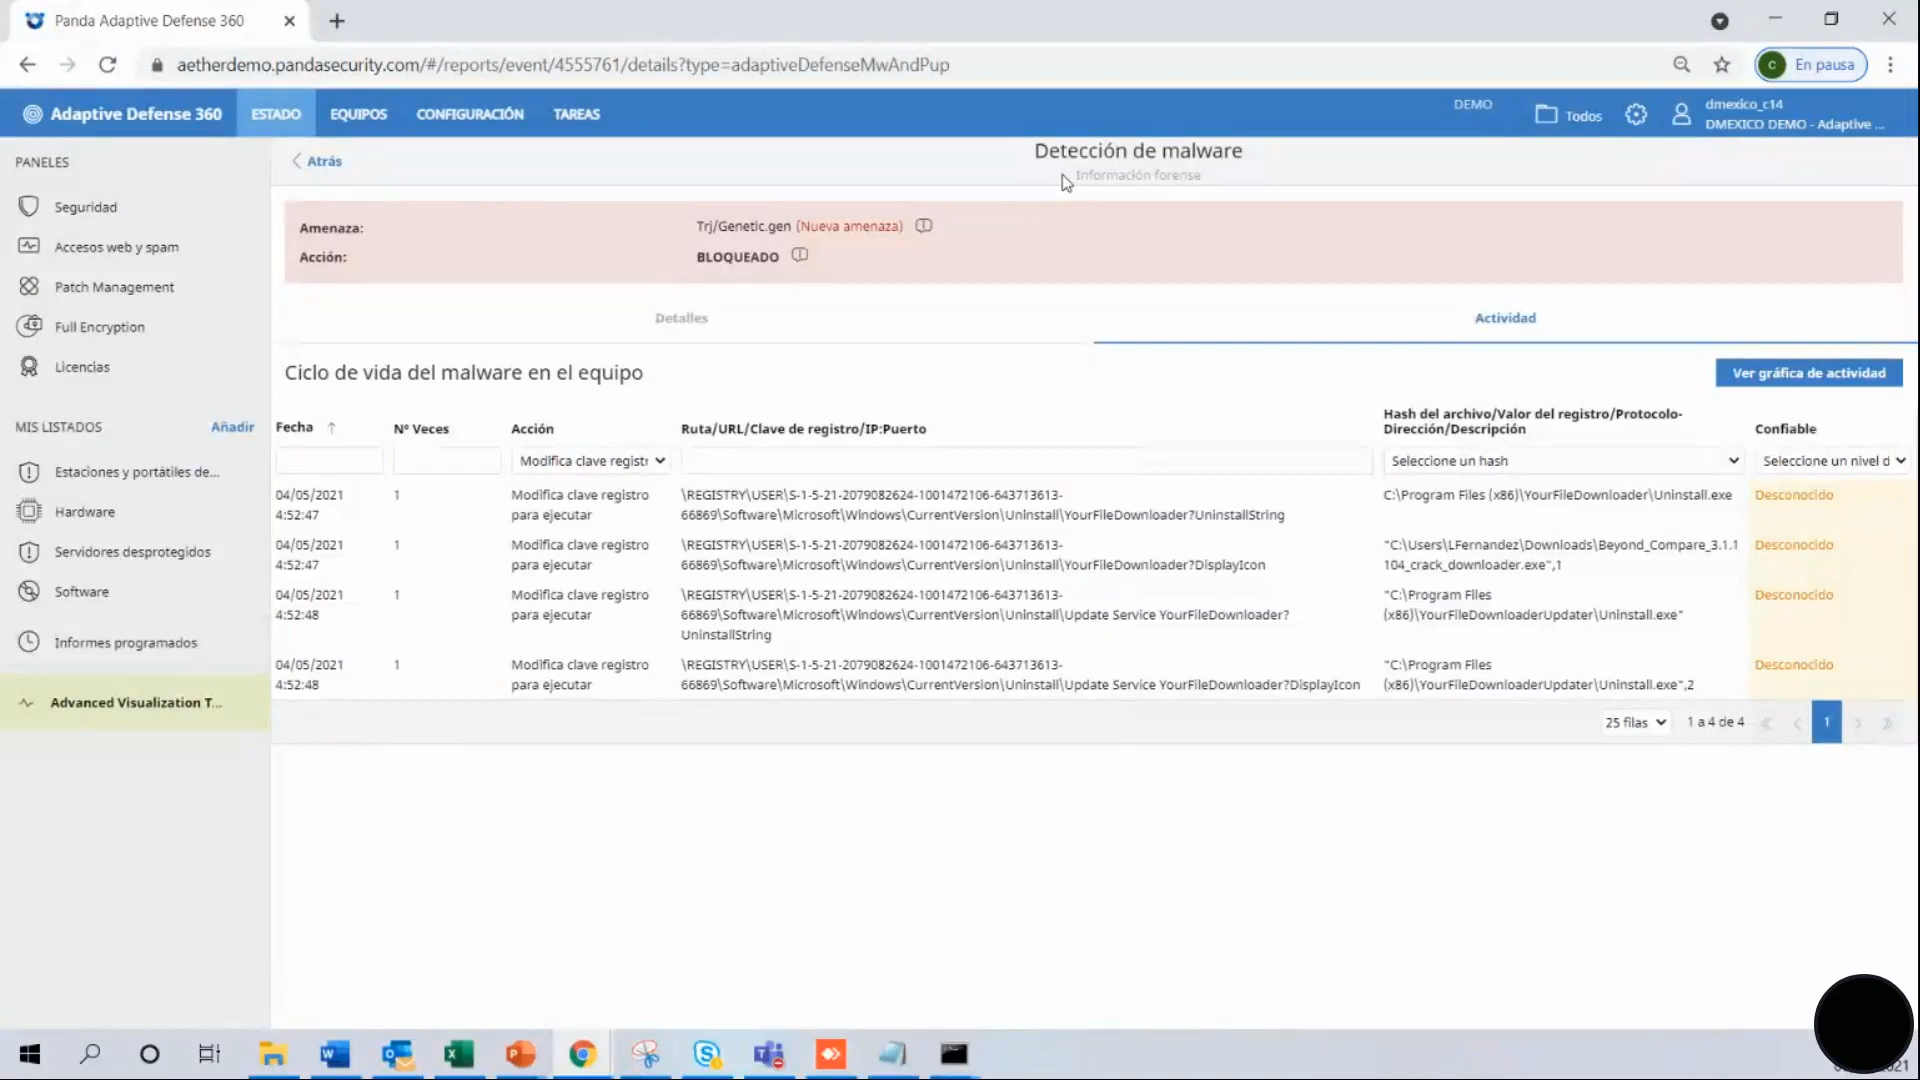 Panda Adaptive Defense 360
aetherdemo.pandasecurity.com/#/reports/event/4555761/details?type=adaptiveDefenseMwAndPup
C
En pausa
Adaptive Defense 360
ESTADO
EQUIPOS
CONFIGURACIÓN
TAREAS
DEMO
Todos
dmexico_c14
DMEXICO DEMO - Adaptive ...
PANELES
Seguridad
Accesos web y spam
Patch Management
Full Encryption
Licencias
MIS LISTADOS
Añadir
Estaciones y portátiles de...
Hardware
Servidores desprotegidos
Software
Informes programados
Advanced Visualization T...
Atrás
Detección de malware
Información forense
Amenaza:
Trj/Genetic.gen (Nueva amenaza)
Acción:
BLOQUEADO
Detalles
Actividad
Ciclo de vida del malware en el equipo
Ver gráfica de actividad
Fecha
Nº Veces
Acción
Ruta/URL/Clave de registro/IP:Puerto
Hash del archivo/Valor del registro/Protocolo-
Dirección/Descripción
Confiable
Modifica clave registr
Seleccione un hash
Seleccione un nivel d
04/05/2021
4:52:47
1
Modifica clave registro
para ejecutar
\REGISTRY\USER\S-1-5-21-2079082624-1001472106-643713613-
66869\Software\Microsoft\Windows\CurrentVersion\Uninstall\YourFileDownloader?UninstallString
C:\Program Files (x86)\YourFileDownloader\Uninstall.exe
Desconocido
04/05/2021
4:52:47
1
Modifica clave registro
para ejecutar
\REGISTRY\USER\S-1-5-21-2079082624-1001472106-643713613-
66869\Software\Microsoft\Windows\CurrentVersion\Uninstall\YourFileDownloader?DisplayIcon
"C:\Users\LFernandez\Downloads\Beyond_Compare_3.1.1
104_crack_downloader.exe",1
Desconocido
04/05/2021
4:52:48
1
Modifica clave registro
para ejecutar
\REGISTRY\USER\S-1-5-21-2079082624-1001472106-643713613-
66869\Software\Microsoft\Windows\CurrentVersion\Uninstall\Update Service YourFileDownloader?
UninstallString
"C:\Program Files
(x86)\YourFileDownloaderUpdater\Uninstall.exe"
Desconocido
04/05/2021
4:52:48
1
Modifica clave registro
para ejecutar
\REGISTRY\USER\S-1-5-21-2079082624-1001472106-643713613-
66869\Software\Microsoft\Windows\CurrentVersion\Uninstall\Update Service YourFileDownloader?DisplayIcon
"C:\Program Files
(x86)\YourFileDownloaderUpdater\Uninstall.exe",2
Desconocido
25 filas
1 a 4 de 4
1